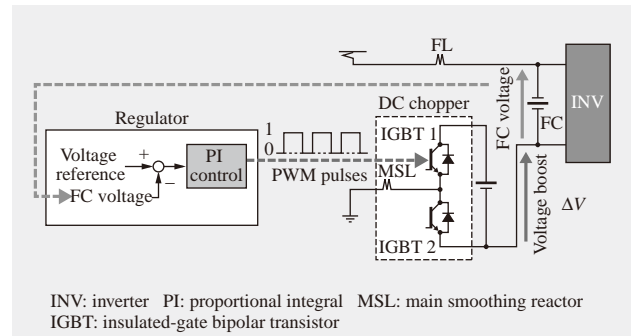 FL
FC voltage
FC
INV
DC chopper
Regulator
1
0
IGBT 1
Voltage
reference
+
−
PI
control
FC voltage
PWM pulses
MSL
IGBT 2
Voltage boost
ΔV
INV: inverter PI: proportional integral MSL: main smoothing reactor
IGBT: insulated-gate bipolar transistor